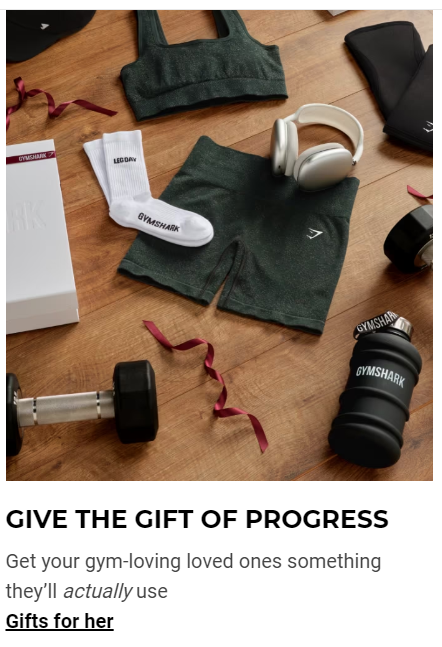 GYMSHARK
LEG DAY
GYMSHARK
GYMSHARK
GYMSHARK
GIVE THE GIFT OF PROGRESS
Get your gym-loving loved ones something
they’ll actually use
Gifts for her